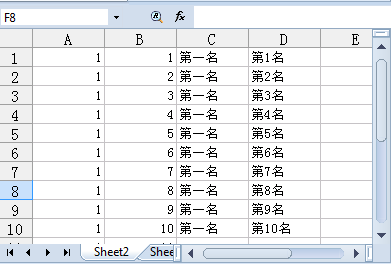 F8 fx
A B C D E
1 1 1 第一名 第1名
2 1 2 第一名 第2名
3 1 3 第一名 第3名
4 1 4 第一名 第4名
5 1 5 第一名 第5名
6 1 6 第一名 第6名
7 1 7 第一名 第7名
8 1 8 第一名 第8名
9 1 9 第一名 第9名
10 1 10 第一名 第10名
Sheet2 Shee